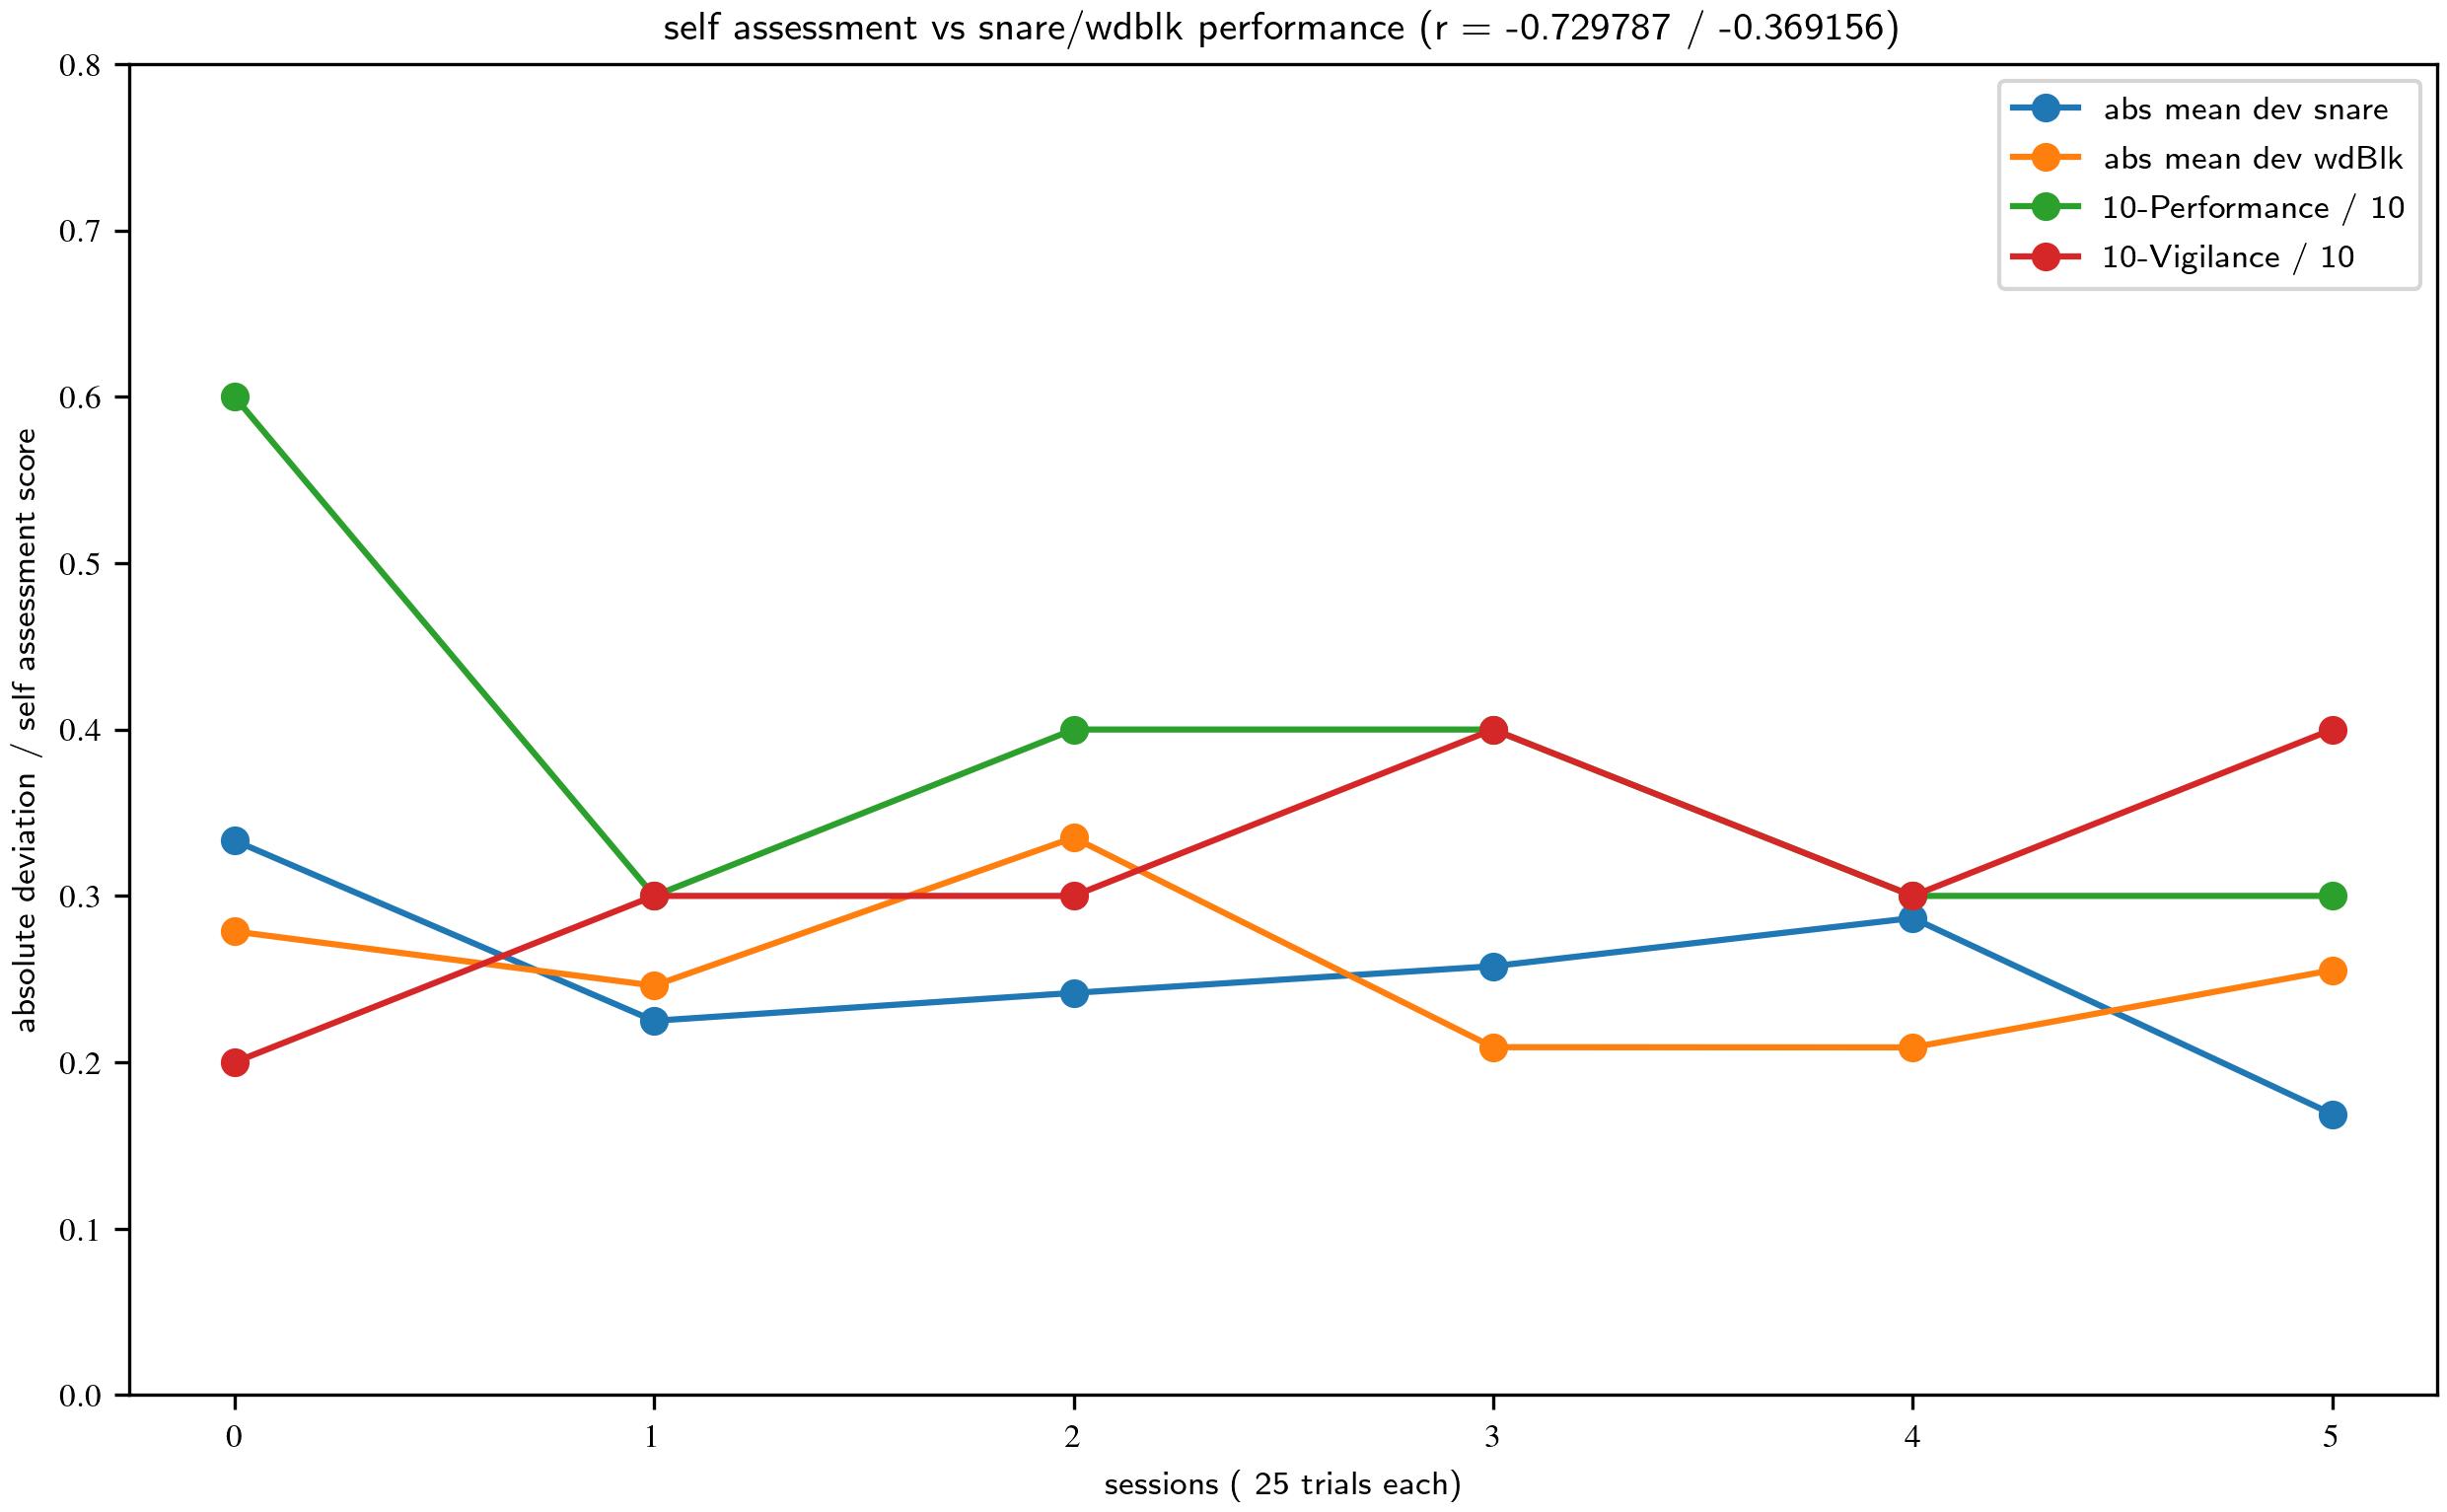 self assessment vs snare/wdblk performance (r = -0.729787 / -0.369156)
0.8
0.7
0.6
0.5
0.4
0.3
0.2
0.1
0.0
absolute deviation / self assessment score
abs mean dev snare
abs mean dev wdBlk
10-Performance / 10
10-Vigilance / 10
0 1 2 3 4 5
sessions ( 25 trials each)